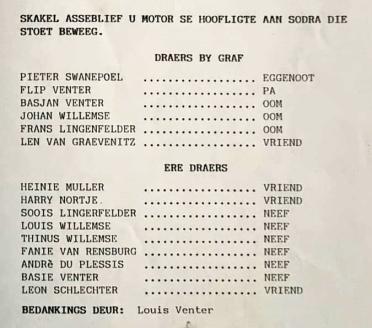 SKAKEL ASSEBLIEF U MOTOR SE HOOFLIGTE AAN SODRA DIE
STOET BEWEEG.
DRAERS BY GRAF
PIETER SWANEPOEL .................. EGGENOOT
FLIP VENTER .................. PA
BASJAN VENTER .................. OOM
JOHAN WILLEMSE .................. OOM
FRANS LINGENFELDER .................. OOM
LEN VAN GRAEVENITZ .................. VRIEND
ERE DRAERS
HEINIE MULLER .................. VRIEND
HARRY NORTJE. .................. VRIEND
SOOIS LINGERFELDER .................. NEEF
LOUIS WILLEMSE .................. NEEF
THINUS WILLEMSE .................. NEEF
FANIE VAN RENSBURG .................. NEEF
ANDRè DU PLESSIS .................. NEEF
BASIE VENTER .................. NEEF
LEON SCHLECHTER .................. VRIEND
BEDANKINGS DEUR: Louis Venter